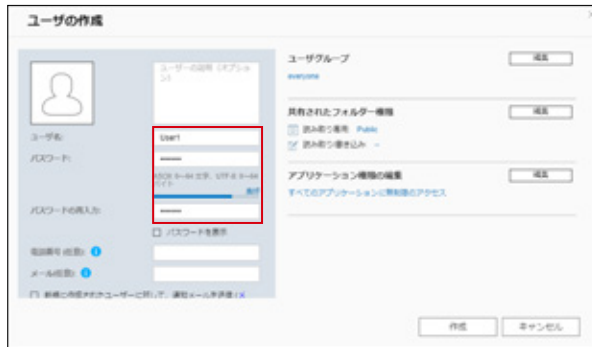 ユーザの作成
ユーザーの説明 (オプション)
ユーザ名:
User1
パスワード:
ASCII 0~64 文字、UTF-8 0~64 バイト
良好
パスワードの再入力:
パスワードを表示
電話番号 (任意):
メール(任意):
新規に作成されたユーザーに対して、通知メールを送信 (メ
ユーザグループ
編集
everyone
共有されたフォルダー権限
編集
読み取り専用 Public
読み取り/書き込み -
アプリケーション権限の編集
編集
すべてのアプリケーションに無制限のアクセス
作成
キャンセル